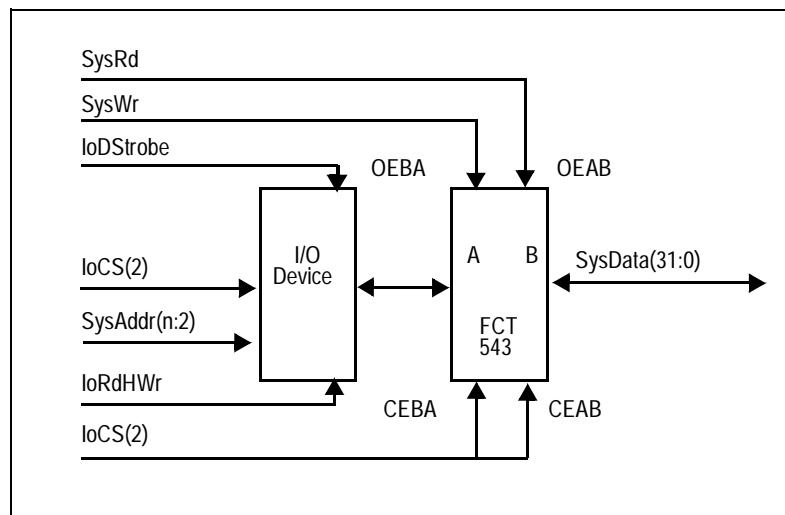 SysRd
SysWr
IoDStrobe
OEBA
OEAB
I/O
Device
A
B
SysData(31:0)
IoCS(2)
SysAddr(n:2)
FCT
543
IoRdHWr
CEBA
CEAB
IoCS(2)